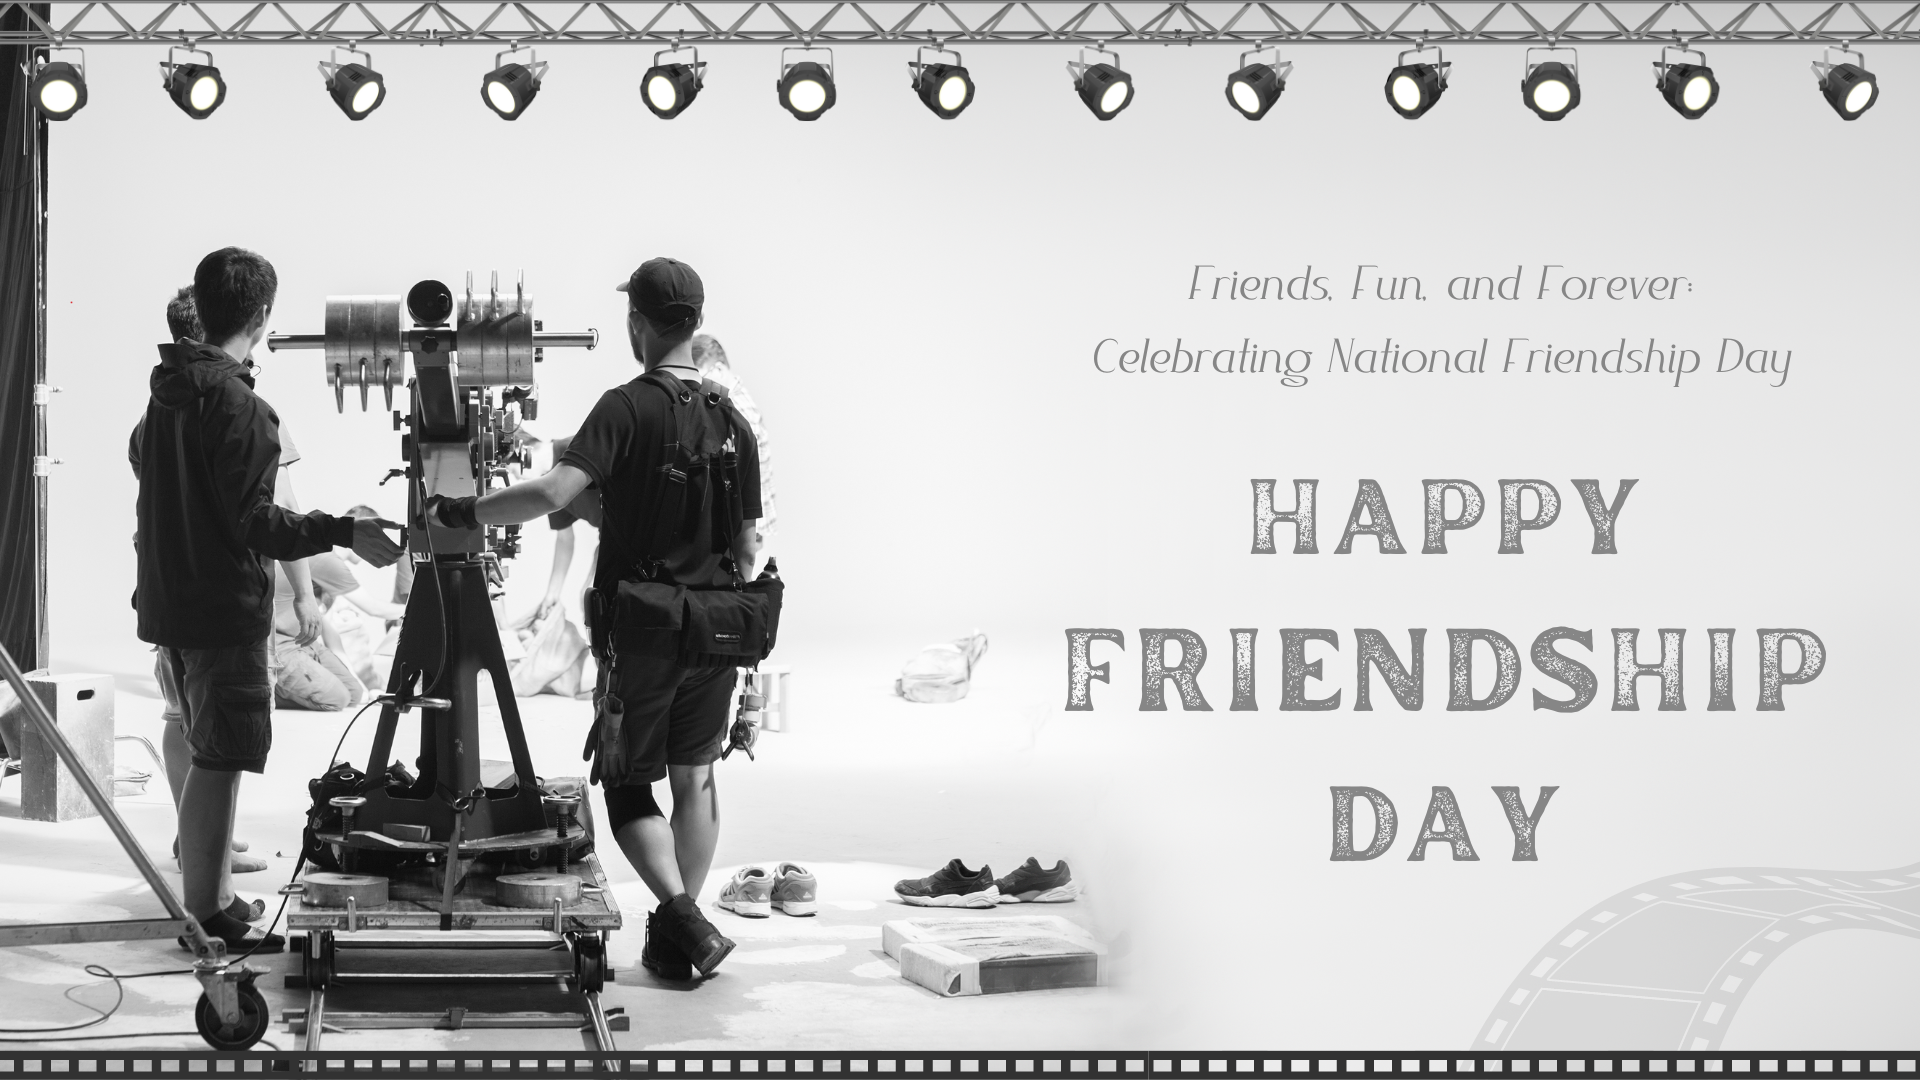 Friends, Fun, and Forever:
Celebrating National Friendship Day
HAPPY
FRIENDSHIP
DAY